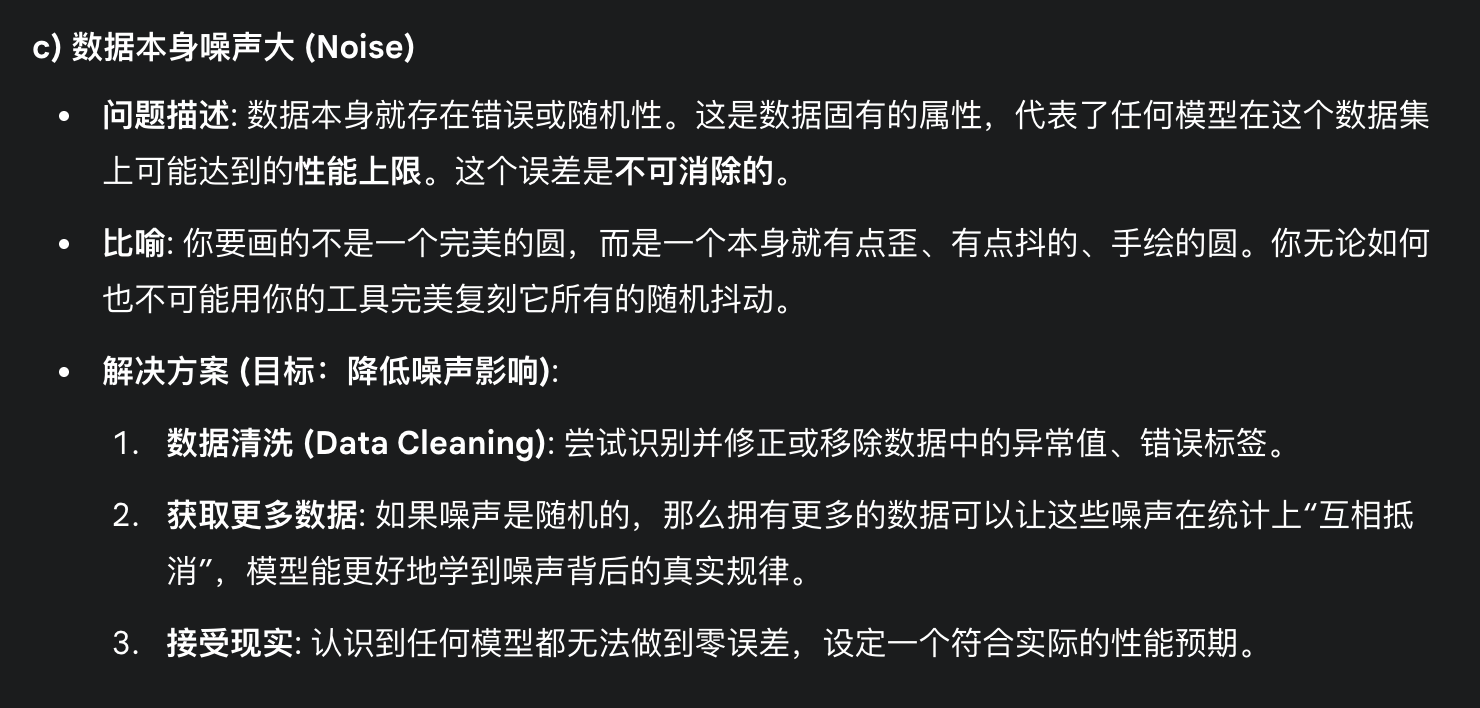 c) 数据本身噪声大 (Noise)
• 问题描述: 数据本身就存在错误或随机性。这是数据固有的属性，代表了任何模型在这个数据集
上可能达到的性能上限。这个误差是不可消除的。
• 比喻: 你要画的不是一个完美的圆，而是一个本身就有点歪、有点抖的、手绘的圆。你无论如何
也不可能用你的工具完美复刻它所有的随机抖动。
• 解决方案 (目标：降低噪声影响):
1. 数据清洗 (Data Cleaning): 尝试识别并修正或移除数据中的异常值、错误标签。
2. 获取更多数据: 如果噪声是随机的，那么拥有更多的数据可以让这些噪声在统计上“互相抵
消”，模型能更好地学到噪声背后的真实规律。
3. 接受现实: 认识到任何模型都无法做到零误差，设定一个符合实际的性能预期。